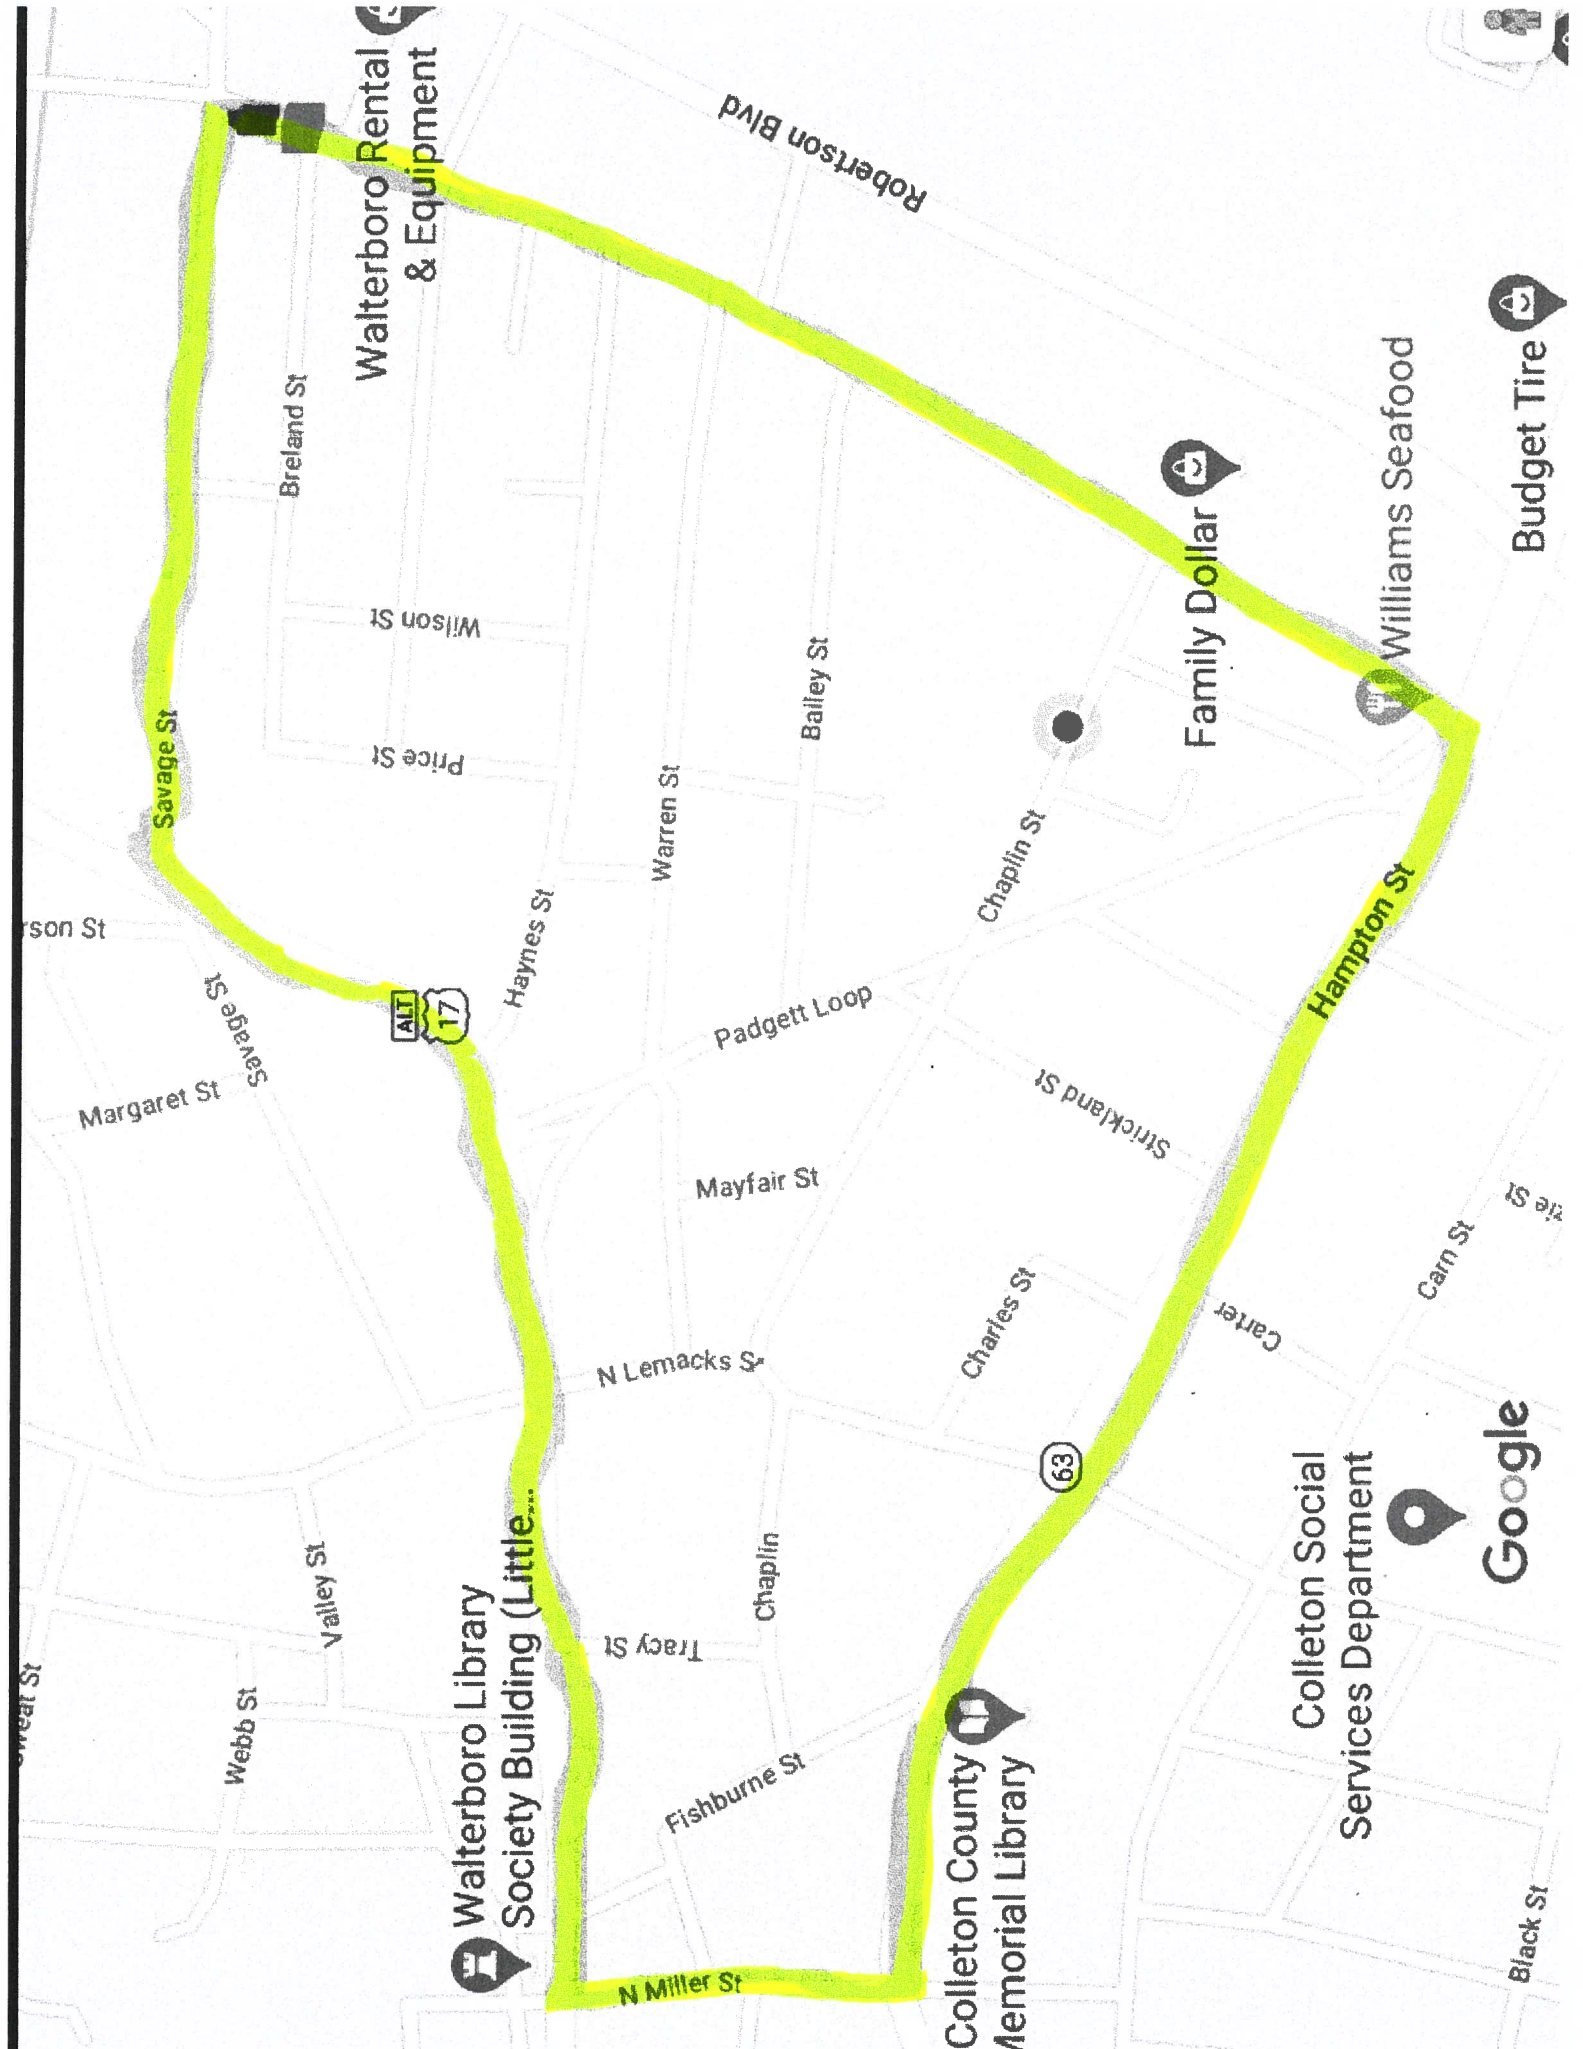 Walterboro Rental
& Equipment
Robertson Blvd
Breland St
Wilson St
Price St
Savage St
Bailey St
Warren St
Family Dollar
Williams Seafood
Budget Tire
Chaplin St
Hampton St
rson St
Savage St
Savage St
ALT
17
Haynes St
Padgett Loop
Margaret St
Mayfair St
Strickland St
N Lemacks St
Charles St
Carter
Carn St
zie St
63
Valley St
Webb St
Tracy St
Chaplin
Fishburne St
Walterboro Library
Society Building (Little...
Colleton County
Memorial Library
Colleton Social
Services Department
Google
N Miller St
Black St